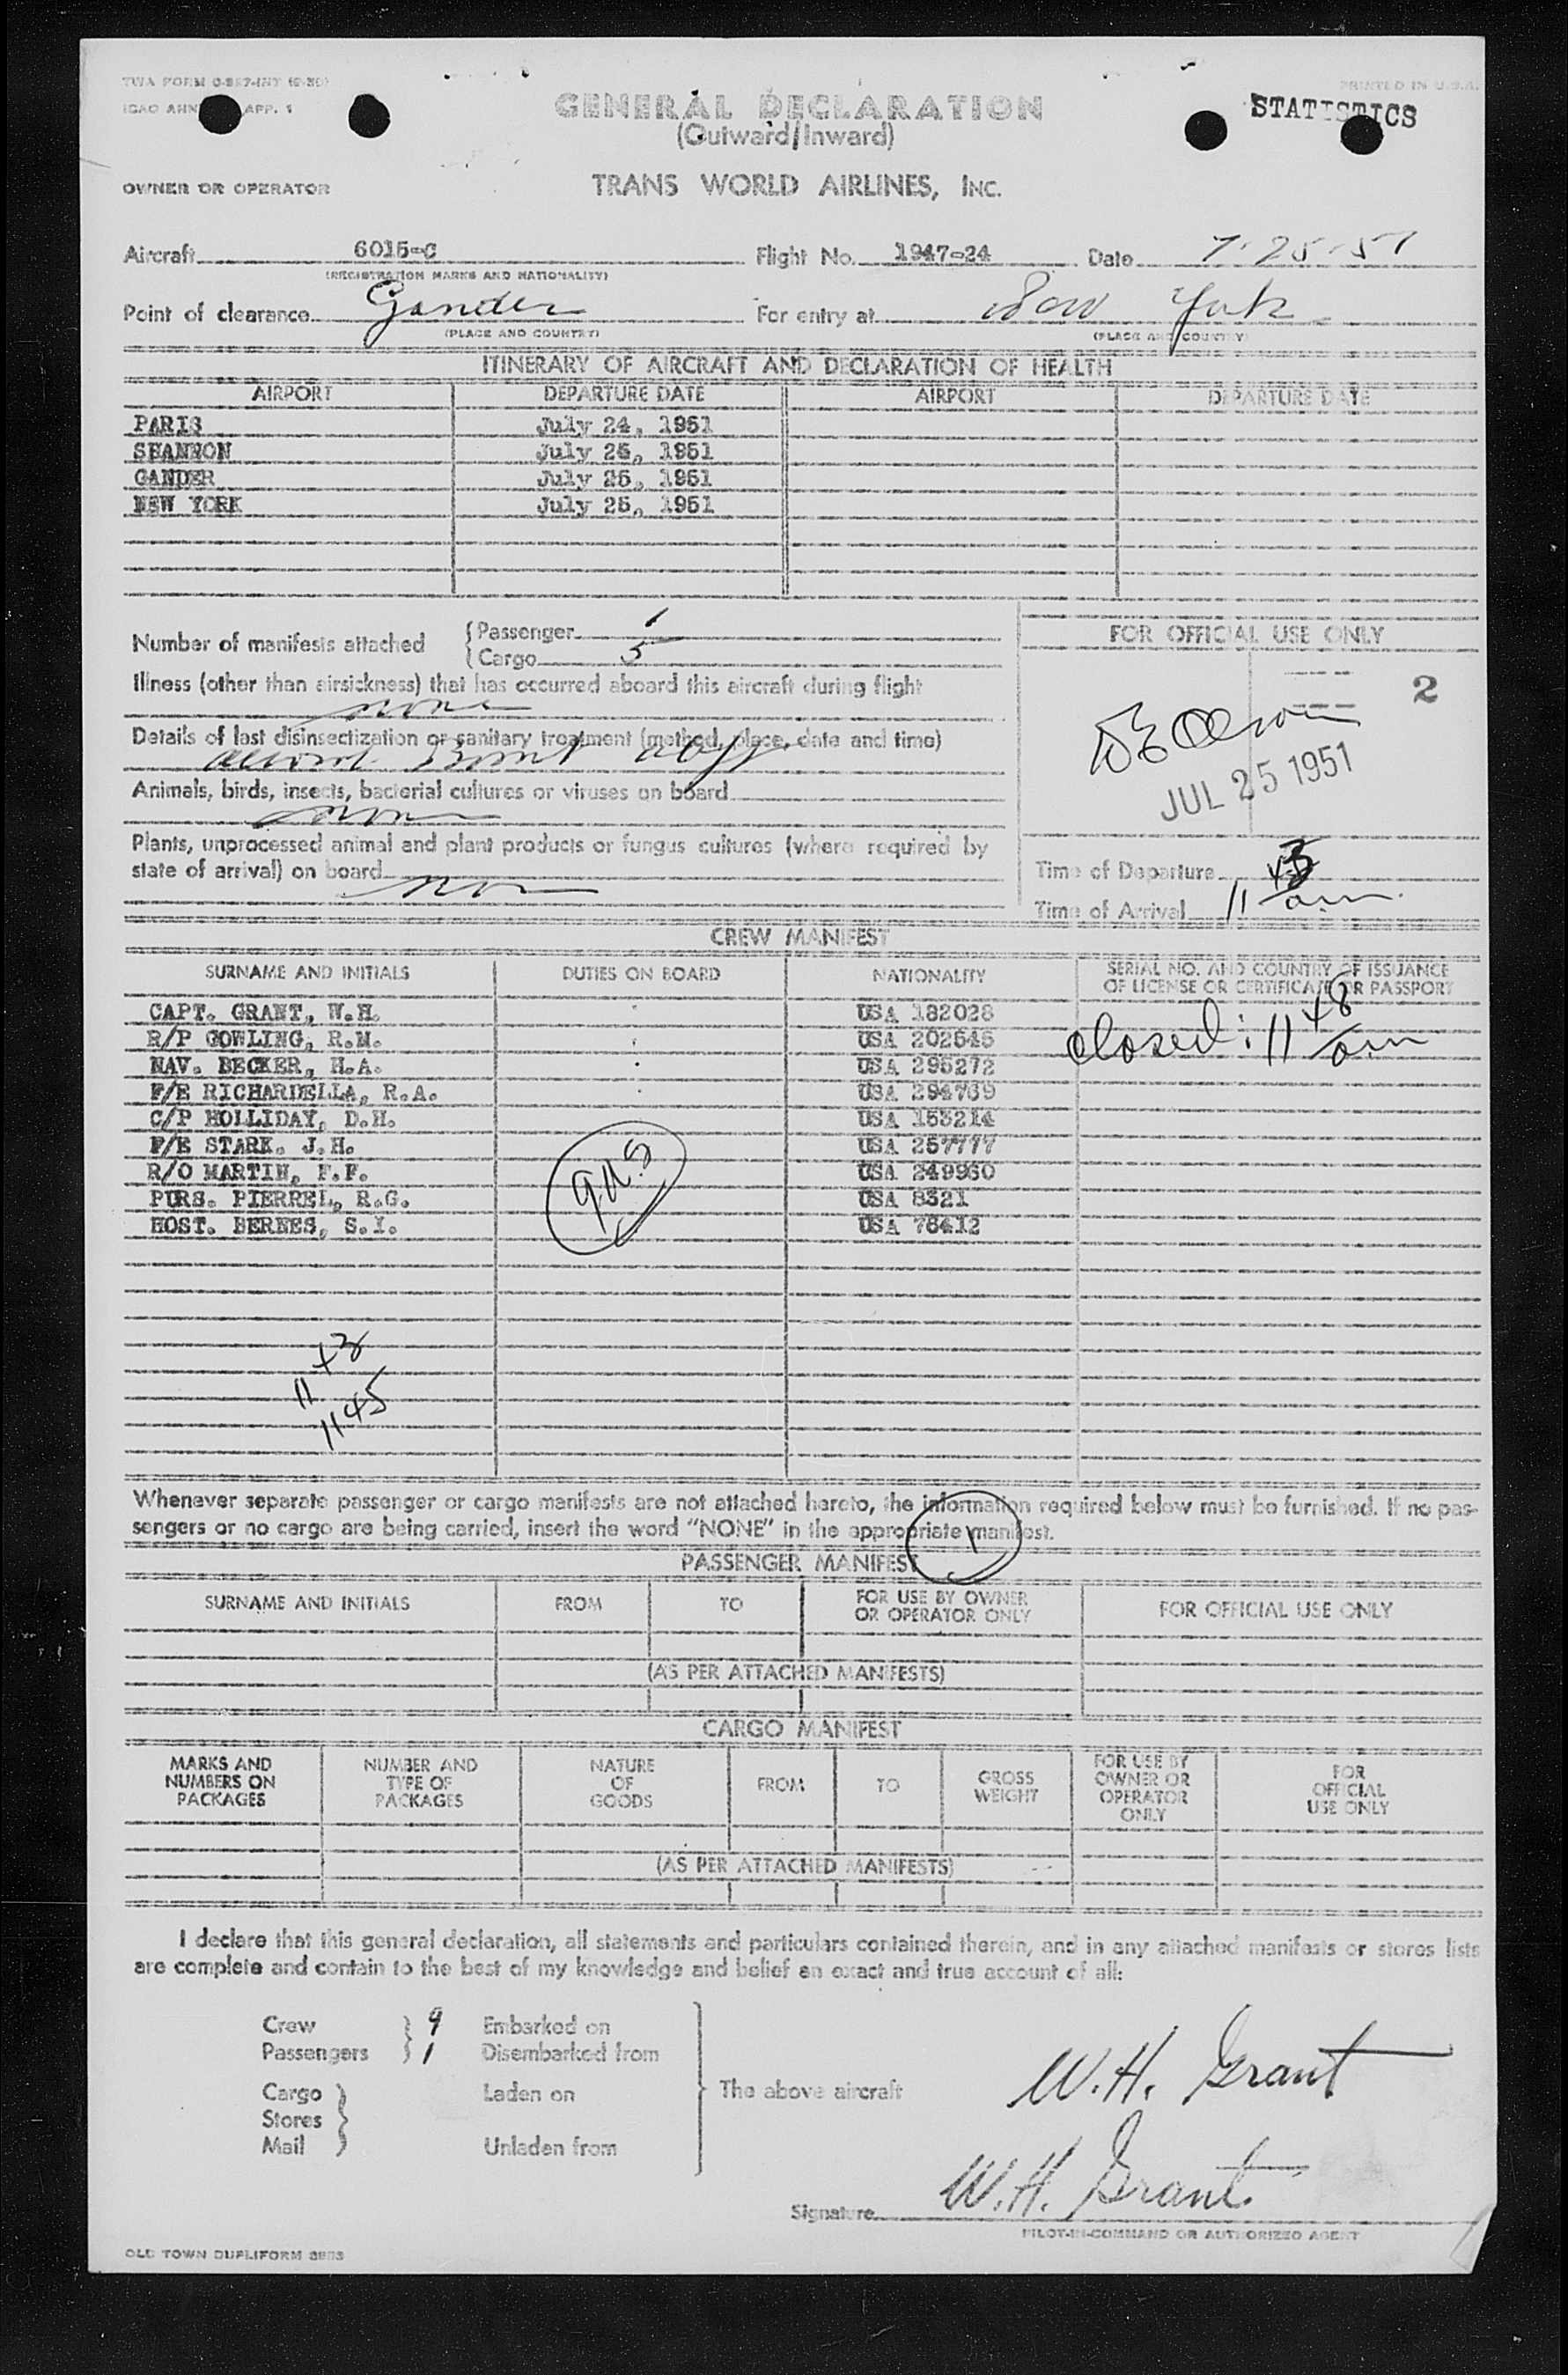 TWA FORM
PRINTED IN U.S.A.
ICAO APP. 1
STATISTICS
GENERAL DECLARATION
(Outward/Inward)
OWNER OR OPERATOR
TRANS WORLD AIRLINES, INC.
Aircraft 6015-C Flight No. 1947-24 Date 7-25-51
(REGISTRATION MARKS AND NATIONALITY)
Point of clearance Gander For entry at New York
(PLACE AND COUNTRY) (PLACE AND COUNTRY)
ITINERARY OF AIRCRAFT AND DECLARATION OF HEALTH
AIRPORT DEPARTURE DATE AIRPORT DEPARTURE DATE
PARIS July 24, 1951
SHANNON July 25, 1951
GANDER July 25, 1951
NEW YORK July 25, 1951
Number of manifests attached Passenger 1
Cargo 5
FOR OFFICIAL USE ONLY
2
Illness (other than airsickness) that has occurred aboard this aircraft during flight
none
Details of last disinsectization or sanitary treatment (method, place, date and time)
JUL 25 1951
Animals, birds, insects, bacterial cultures or viruses on board
none
Plants, unprocessed animal and plant products or fungus cultures (where required by
state of arrival) on board non
Time of Departure
Time of Arrival 11 43 am
CREW MANIFEST
SURNAME AND INITIALS DUTIES ON BOARD NATIONALITY SERIAL NO. AND COUNTRY OF ISSUANCE
OF LICENSE OR CERTIFICATE OR PASSPORT
CAPT. GRANT, W.H. USA 182028
closed: 11 48 am
R/P GOWLING, R.M. USA 202545
NAV. BECKER, H.A. USA 295272
F/E RICHARDELLA, R.A. USA 294769
C/P HOLLIDAY, D.H. USA 153214
F/E STARK. J.H. USA 257777
R/O MARTIN, F.F. USA 249960
PURS. PIERREL, R.G. USA 8321
HOST. BERNES, S.Y. USA 78412
9 U.S
11 43
11 45
Whenever separate passenger or cargo manifests are not attached hereto, the information required below must be furnished. If no pas-
sengers or no cargo are being carried, insert the word "NONE" in the appropriate manifest.
1
PASSENGER MANIFEST
SURNAME AND INITIALS FROM TO FOR USE BY OWNER
OR OPERATOR ONLY FOR OFFICIAL USE ONLY
(AS PER ATTACHED MANIFESTS)
CARGO MANIFEST
MARKS AND
NUMBERS ON
PACKAGES
NUMBER AND
TYPE OF
PACKAGES
NATURE
OF
GOODS
FROM
TO
GROSS
WEIGHT
FOR USE BY
OWNER OR
OPERATOR
ONLY
FOR
OFFICIAL
USE ONLY
(AS PER ATTACHED MANIFESTS)
I declare that this general declaration, all statements and particulars contained therein, and in any attached manifests or stores lists
are complete and contain to the best of my knowledge and belief an exact and true account of all:
Crew 9 Embarked on
Passengers 1 Disembarked from
Cargo Laden on The above aircraft
Stores
Mail Unladen from
W.H. Grant
Signature W.H. Grant
PILOT-IN-COMMAND OR AUTHORIZED AGENT
OLD TOWN DUPLIFORM